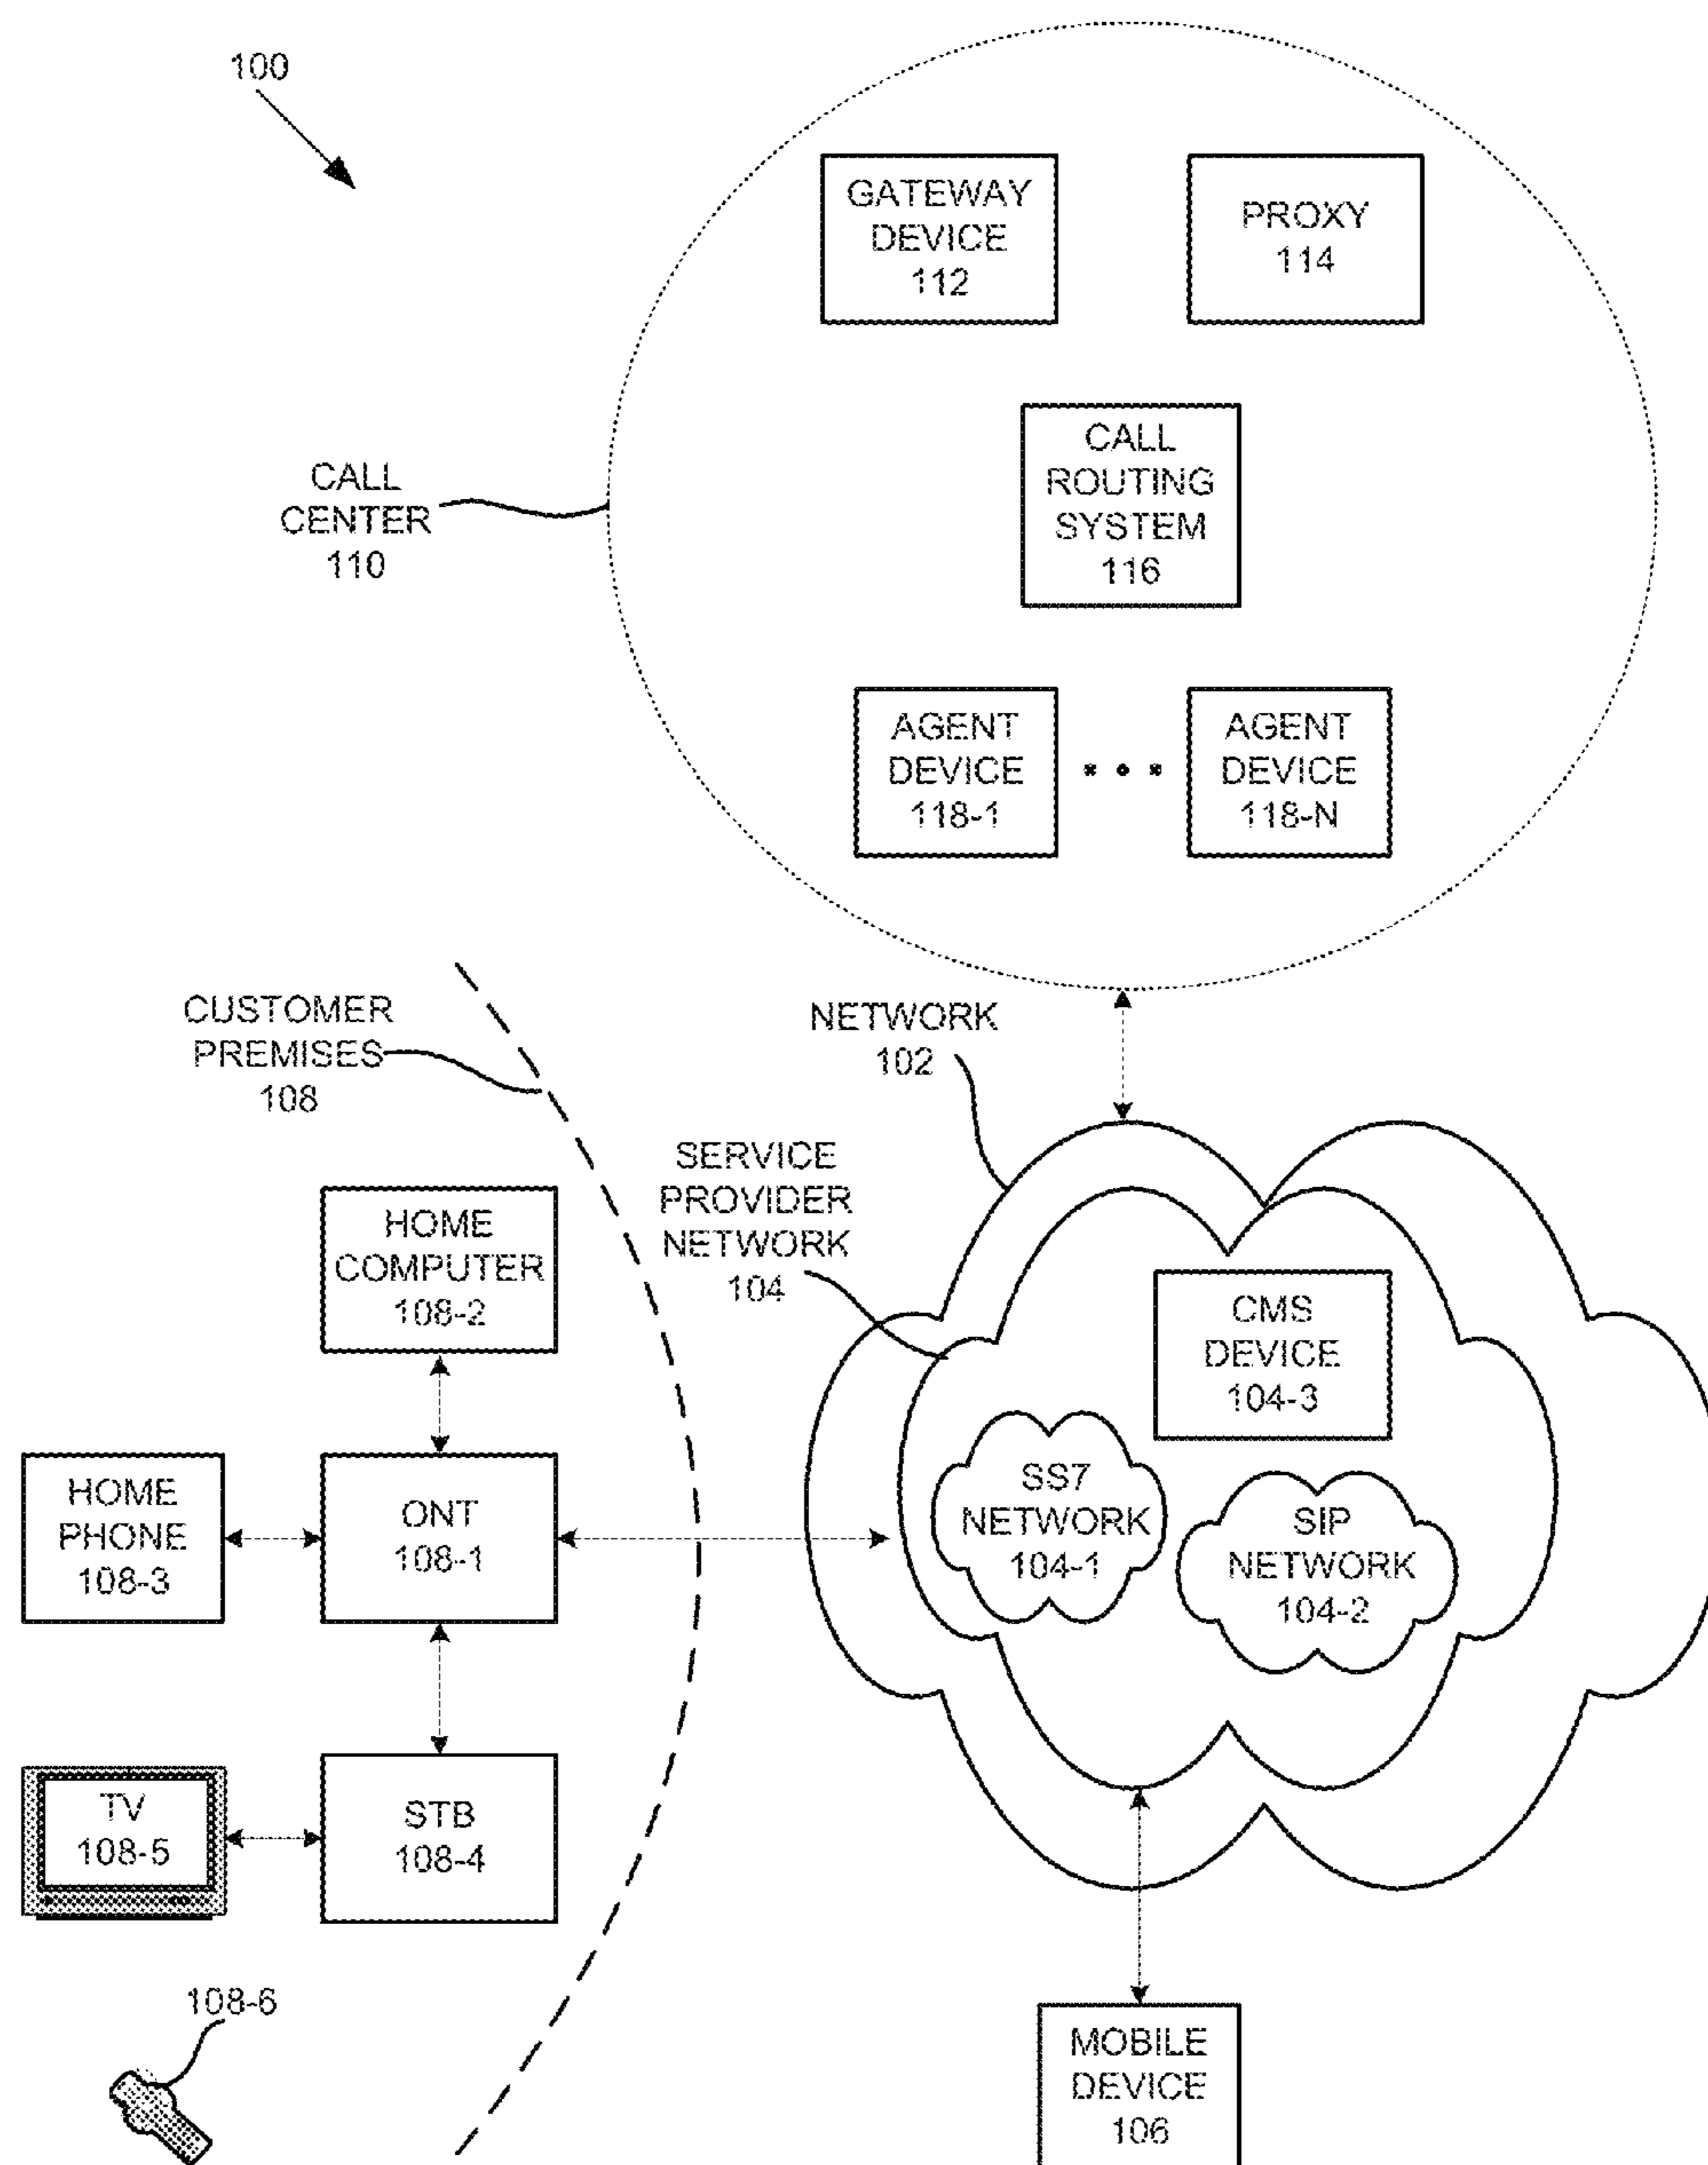 100
GATEWAY
DEVICE
112
PROXY
114
CALL
ROUTING
SYSTEM
116
CALL
CENTER
110
AGENT
DEVICE
118-1
AGENT
DEVICE
118-N
CUSTOMER
PREMISES
108
NETWORK
102
SERVICE
PROVIDER
NETWORK
104
HOME
COMPUTER
108-2
CMS
DEVICE
104-3
HOME
PHONE
108-3
ONT
108-1
SS7
NETWORK
104-1
SIP
NETWORK
104-2
TV
108-5
STB
108-4
108-6
MOBILE
DEVICE
106